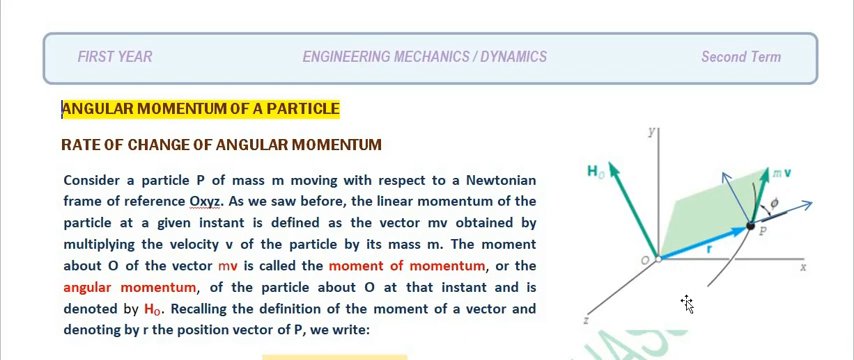 FIRST YEAR ENGINEERING MECHANICS / DYNAMICS Second Term
ANGULAR MOMENTUM OF A PARTICLE
RATE OF CHANGE OF ANGULAR MOMENTUM
Consider a particle P of mass m moving with respect to a Newtonian
frame of reference Oxyz. As we saw before, the linear momentum of the
particle at a given instant is defined as the vector mv obtained by
multiplying the velocity v of the particle by its mass m. The moment
about O of the vector mv is called the moment of momentum, or the
angular momentum, of the particle about O at that instant and is
denoted by H₀. Recalling the definition of the moment of a vector and
denoting by r the position vector of P, we write:
y
H₀
mv
ϕ
P
r
O
x
z